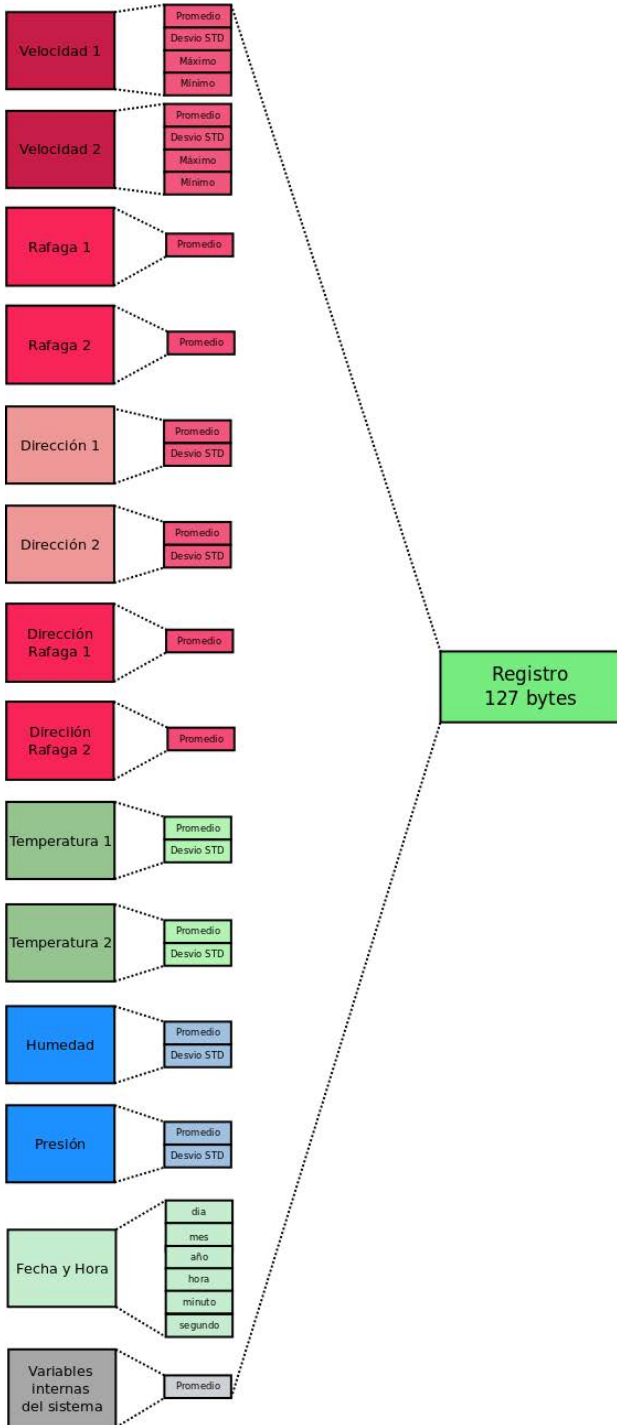 Velocidad 1
Promedio
Desvio STD
Máximo
Mínimo
Velocidad 2
Promedio
Desvio STD
Máximo
Mínimo
Rafaga 1
Promedio
Rafaga 2
Promedio
Dirección 1
Promedio
Desvio STD
Dirección 2
Promedio
Desvio STD
Dirección
Rafaga 1
Promedio
Direciión
Rafaga 2
Promedio
Registro
127 bytes
Temperatura 1
Promedio
Desvio STD
Temperatura 2
Promedio
Desvio STD
Humedad
Promedio
Desvio STD
Presión
Promedio
Desvio STD
Fecha y Hora
dia
mes
año
hora
minuto
segundo
Variables
internas
del sistema
Promedio